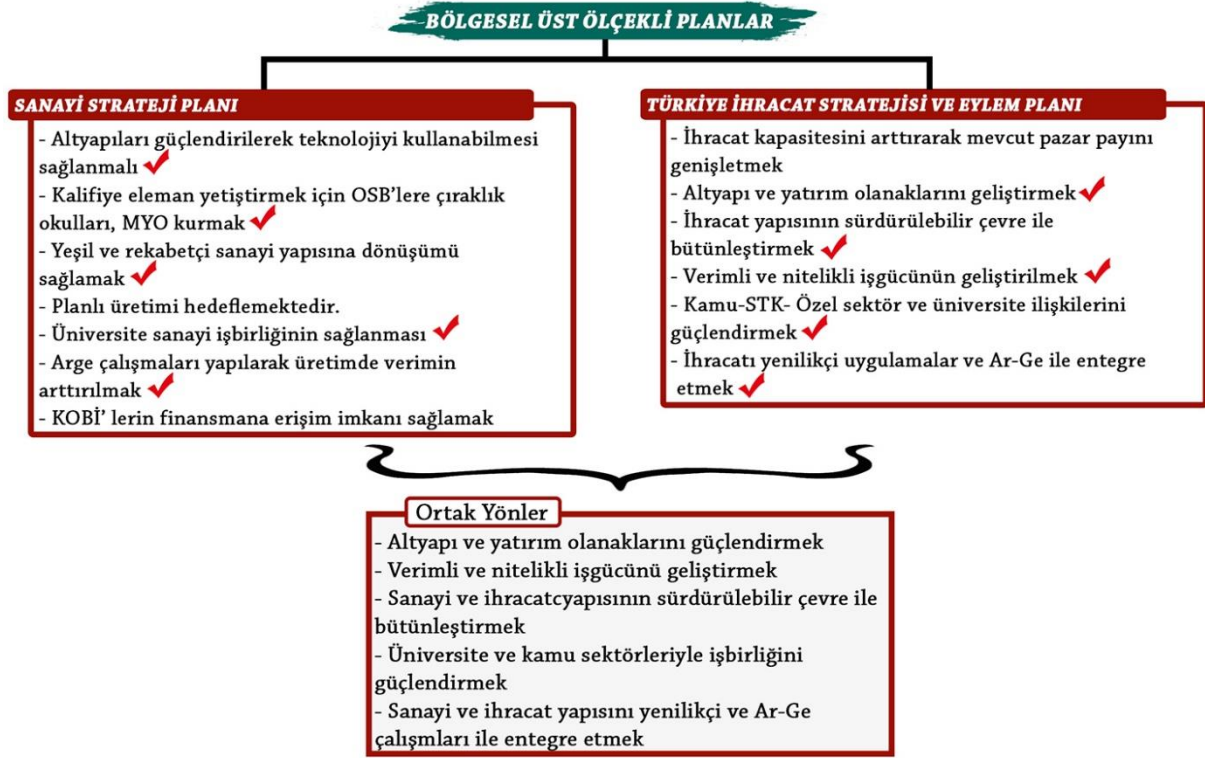 BÖLGESEL ÜST ÖLÇEKLİ PLANLAR
SANAYİ STRATEJİ PLANI
- Altyapıları güçlendirilerek teknolojiyi kullanabilmesi
sağlanmalı
- Kalifiye eleman yetiştirmek için OSB'lere çıraklık
okulları, MYO kurmak
- Yeşil ve rekabetçi sanayi yapısına dönüşümü
sağlamak
- Planlı üretimi hedeflemektedir.
- Üniversite sanayi işbirliğinin sağlanması
- Arge çalışmaları yapılarak üretimde verimin
arttırılmak
- KOBİ' lerin finansmana erişim imkanı sağlamak
TÜRKİYE İHRACAT STRATEJİSİ VE EYLEM PLANI
- İhracat kapasitesini arttırarak mevcut pazar payını
genişletmek
- Altyapı ve yatırım olanaklarını geliştirmek
- İhracat yapısının sürdürülebilir çevre ile
bütünleştirmek
- Verimli ve nitelikli işgücünün geliştirilmek
- Kamu-STK- Özel sektör ve üniversite ilişkilerini
güçlendirmek
- İhracatı yenilikçi uygulamalar ve Ar-Ge ile entegre
etmek
Ortak Yönler
- Altyapı ve yatırım olanaklarını güçlendirmek
- Verimli ve nitelikli işgücünü geliştirmek
- Sanayi ve ihracatcyapısının sürdürülebilir çevre ile
bütünleştirmek
- Üniversite ve kamu sektörleriyle işbirliğini
güçlendirmek
- Sanayi ve ihracat yapısını yenilikçi ve Ar-Ge
çalışmları ile entegre etmek